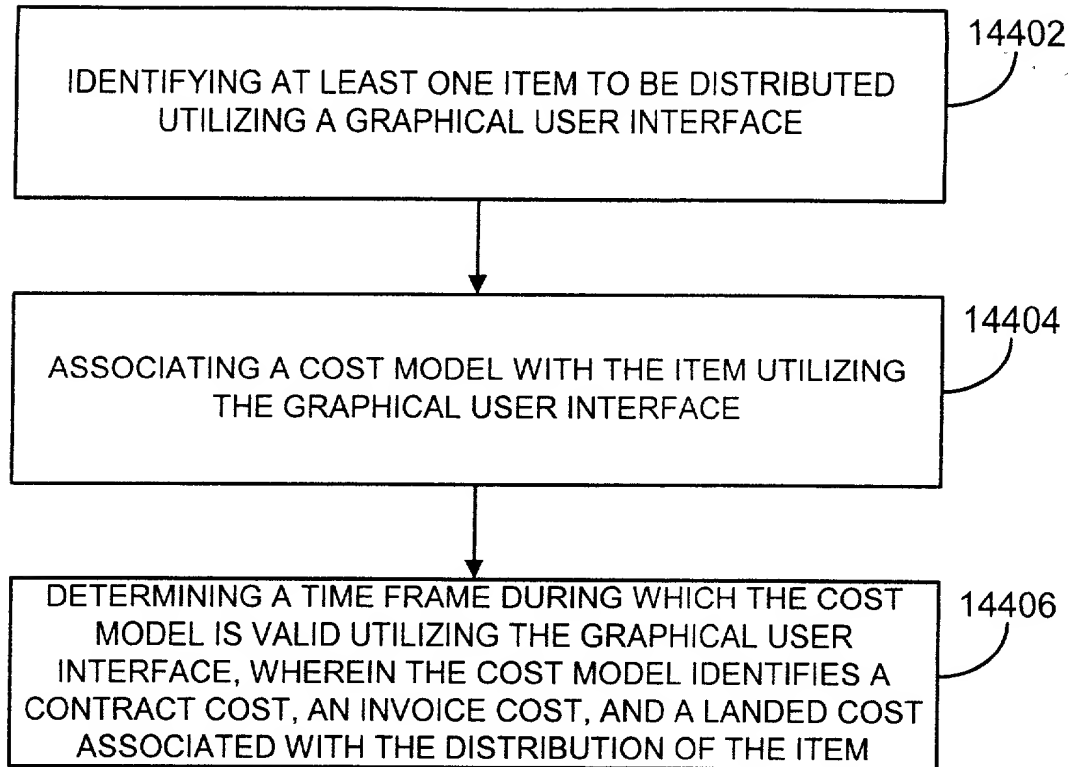 14402
IDENTIFYING AT LEAST ONE ITEM TO BE DISTRIBUTED
UTILIZING A GRAPHICAL USER INTERFACE
14404
ASSOCIATING A COST MODEL WITH THE ITEM UTILIZING
THE GRAPHICAL USER INTERFACE
14406
DETERMINING A TIME FRAME DURING WHICH THE COST
MODEL IS VALID UTILIZING THE GRAPHICAL USER
INTERFACE, WHEREIN THE COST MODEL IDENTIFIES A
CONTRACT COST, AN INVOICE COST, AND A LANDED COST
ASSOCIATED WITH THE DISTRIBUTION OF THE ITEM